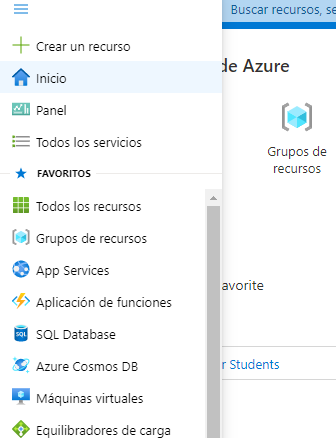 Buscar recursos, se
Crear un recurso
Inicio
Panel
Todos los servicios
FAVORITOS
Todos los recursos
Grupos de recursos
App Services
Aplicación de funciones
SQL
SQL Database
Azure Cosmos DB
Máquinas virtuales
Equilibradores de carga
de Azure
Grupos de
recursos
avorite
r Students